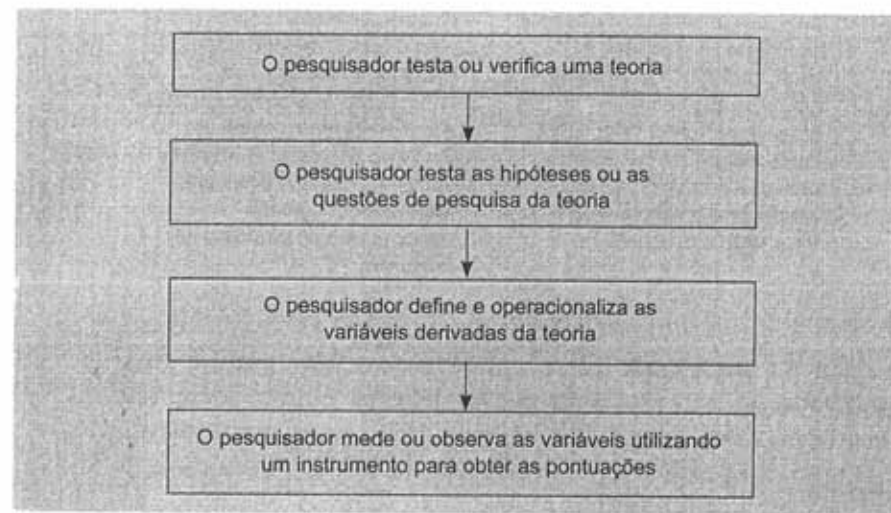 O pesquisador testa ou verifica uma teoria
O pesquisador testa as hipóteses ou as
questões de pesquisa da teoria
O pesquisador define e operacionaliza as
variáveis derivadas da teoria
O pesquisador mede ou observa as variáveis utilizando
um instrumento para obter as pontuações